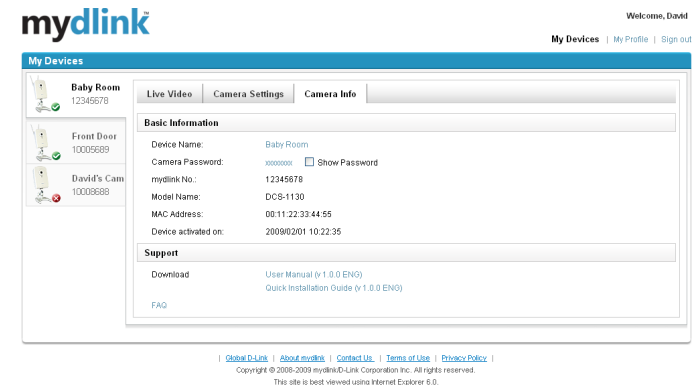 mydlink™
Welcome, David
My Devices | My Profile | Sign out
My Devices
Baby Room
12345678
Front Door
10005689
David's Cam
10008688
Live Video
Camera Settings
Camera Info
Basic Information
Device Name: Baby Room
Camera Password: xxxxxxxx Show Password
mydlink No.: 12345678
Model Name: DCS-1130
MAC Address: 00:11:22:33:44:55
Device activated on: 2009/02/01 10:22:35
Support
Download User Manual (v 1.0.0 ENG)
Quick Installation Guide (v 1.0.0 ENG)
FAQ
| Global D-Link | About mydlink | Contact Us | Terms of Use | Privacy Policy |
Copyright © 2008-2009 mydlink/D-Link Corporation Inc. All rights reserved.
This site is best viewed using Internet Explorer 6.0.